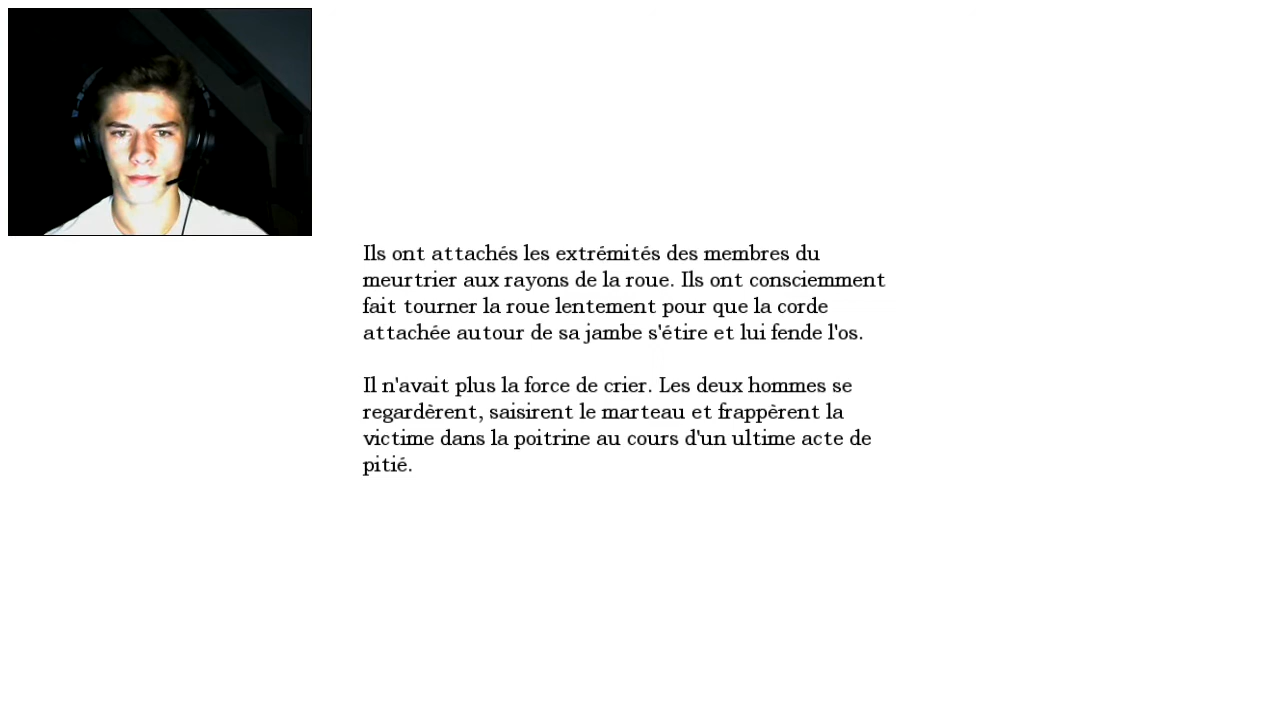 Ils ont attachés les extrémités des membres du
meurtrier aux rayons de la roue. Ils ont consciemment
fait tourner la roue lentement pour que la corde
attachée autour de sa jambe s'étire et lui fende l'os.
Il n'avait plus la force de crier. Les deux hommes se
regardèrent, saisirent le marteau et frappèrent la
victime dans la poitrine au cours d'un ultime acte de
pitié.